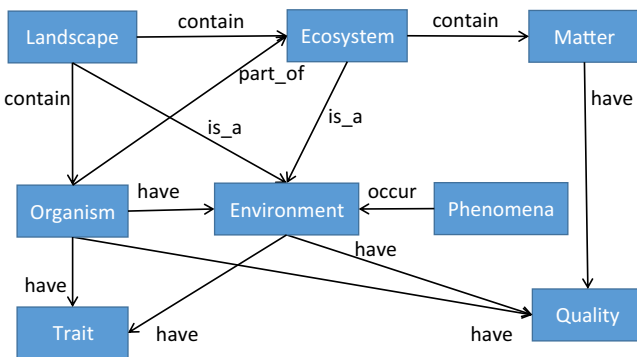 Landscape
contain
Ecosystem
contain
Matter
contain
part_of
have
is_a
is_a
Organism
have
Environment
occur
Phenomena
have
have
Trait
have
have
Quality